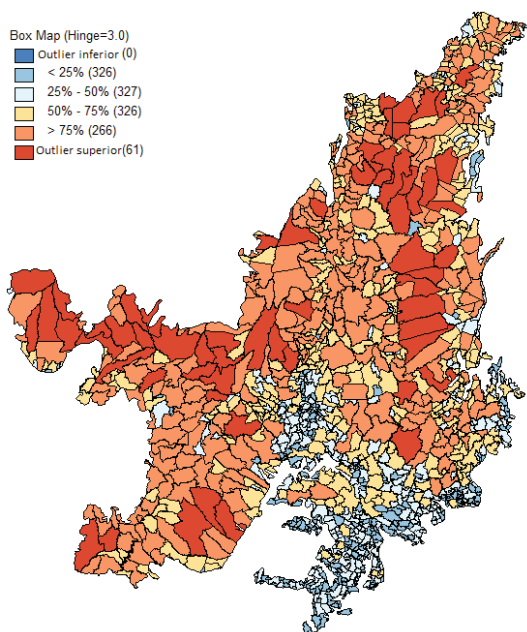 Box Map (Hinge=3.0)
Outlier inferior (0)
< 25% (326)
25% - 50% (327)
50% - 75% (326)
> 75% (266)
Outlier superior(61)